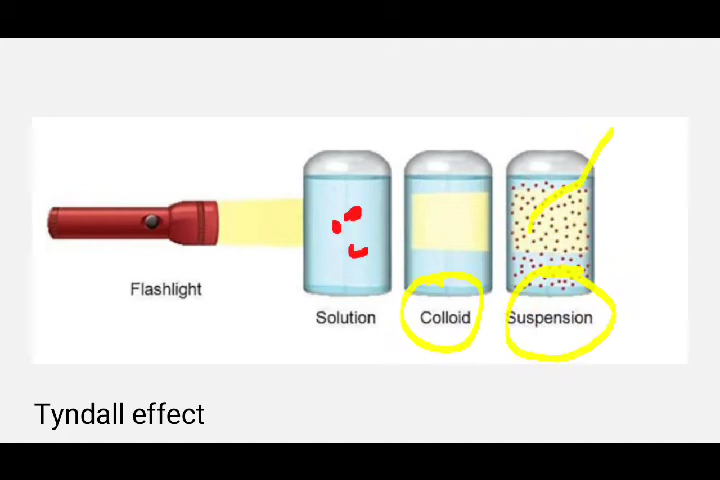 Flashlight
Solution
Colloid
Suspension
Tyndall effect